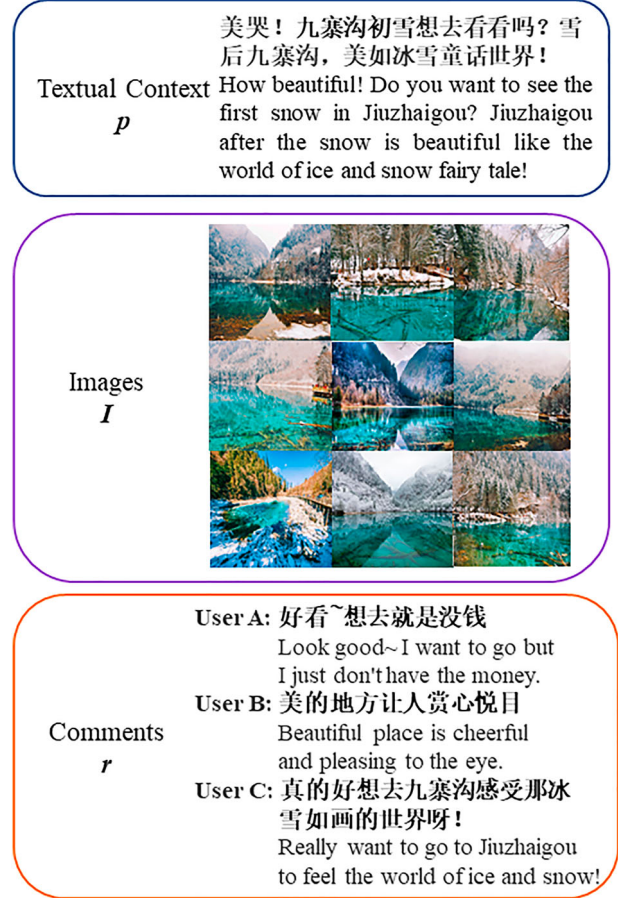 Textual Context
p
美哭！九寨沟初雪想去看看吗？雪
后九寨沟，美如冰雪童话世界！
How beautiful! Do you want to see the
first snow in Jiuzhaigou? Jiuzhaigou
after the snow is beautiful like the
world of ice and snow fairy tale!
Images
I
Comments
r
User A: 好看~想去就是没钱
Look good~ I want to go but
I just don't have the money.
User B: 美的地方让人赏心悦目
Beautiful place is cheerful
and pleasing to the eye.
User C: 真的好想去九寨沟感受那冰
雪如画的世界呀！
Really want to go to Jiuzhaigou
to feel the world of ice and snow!